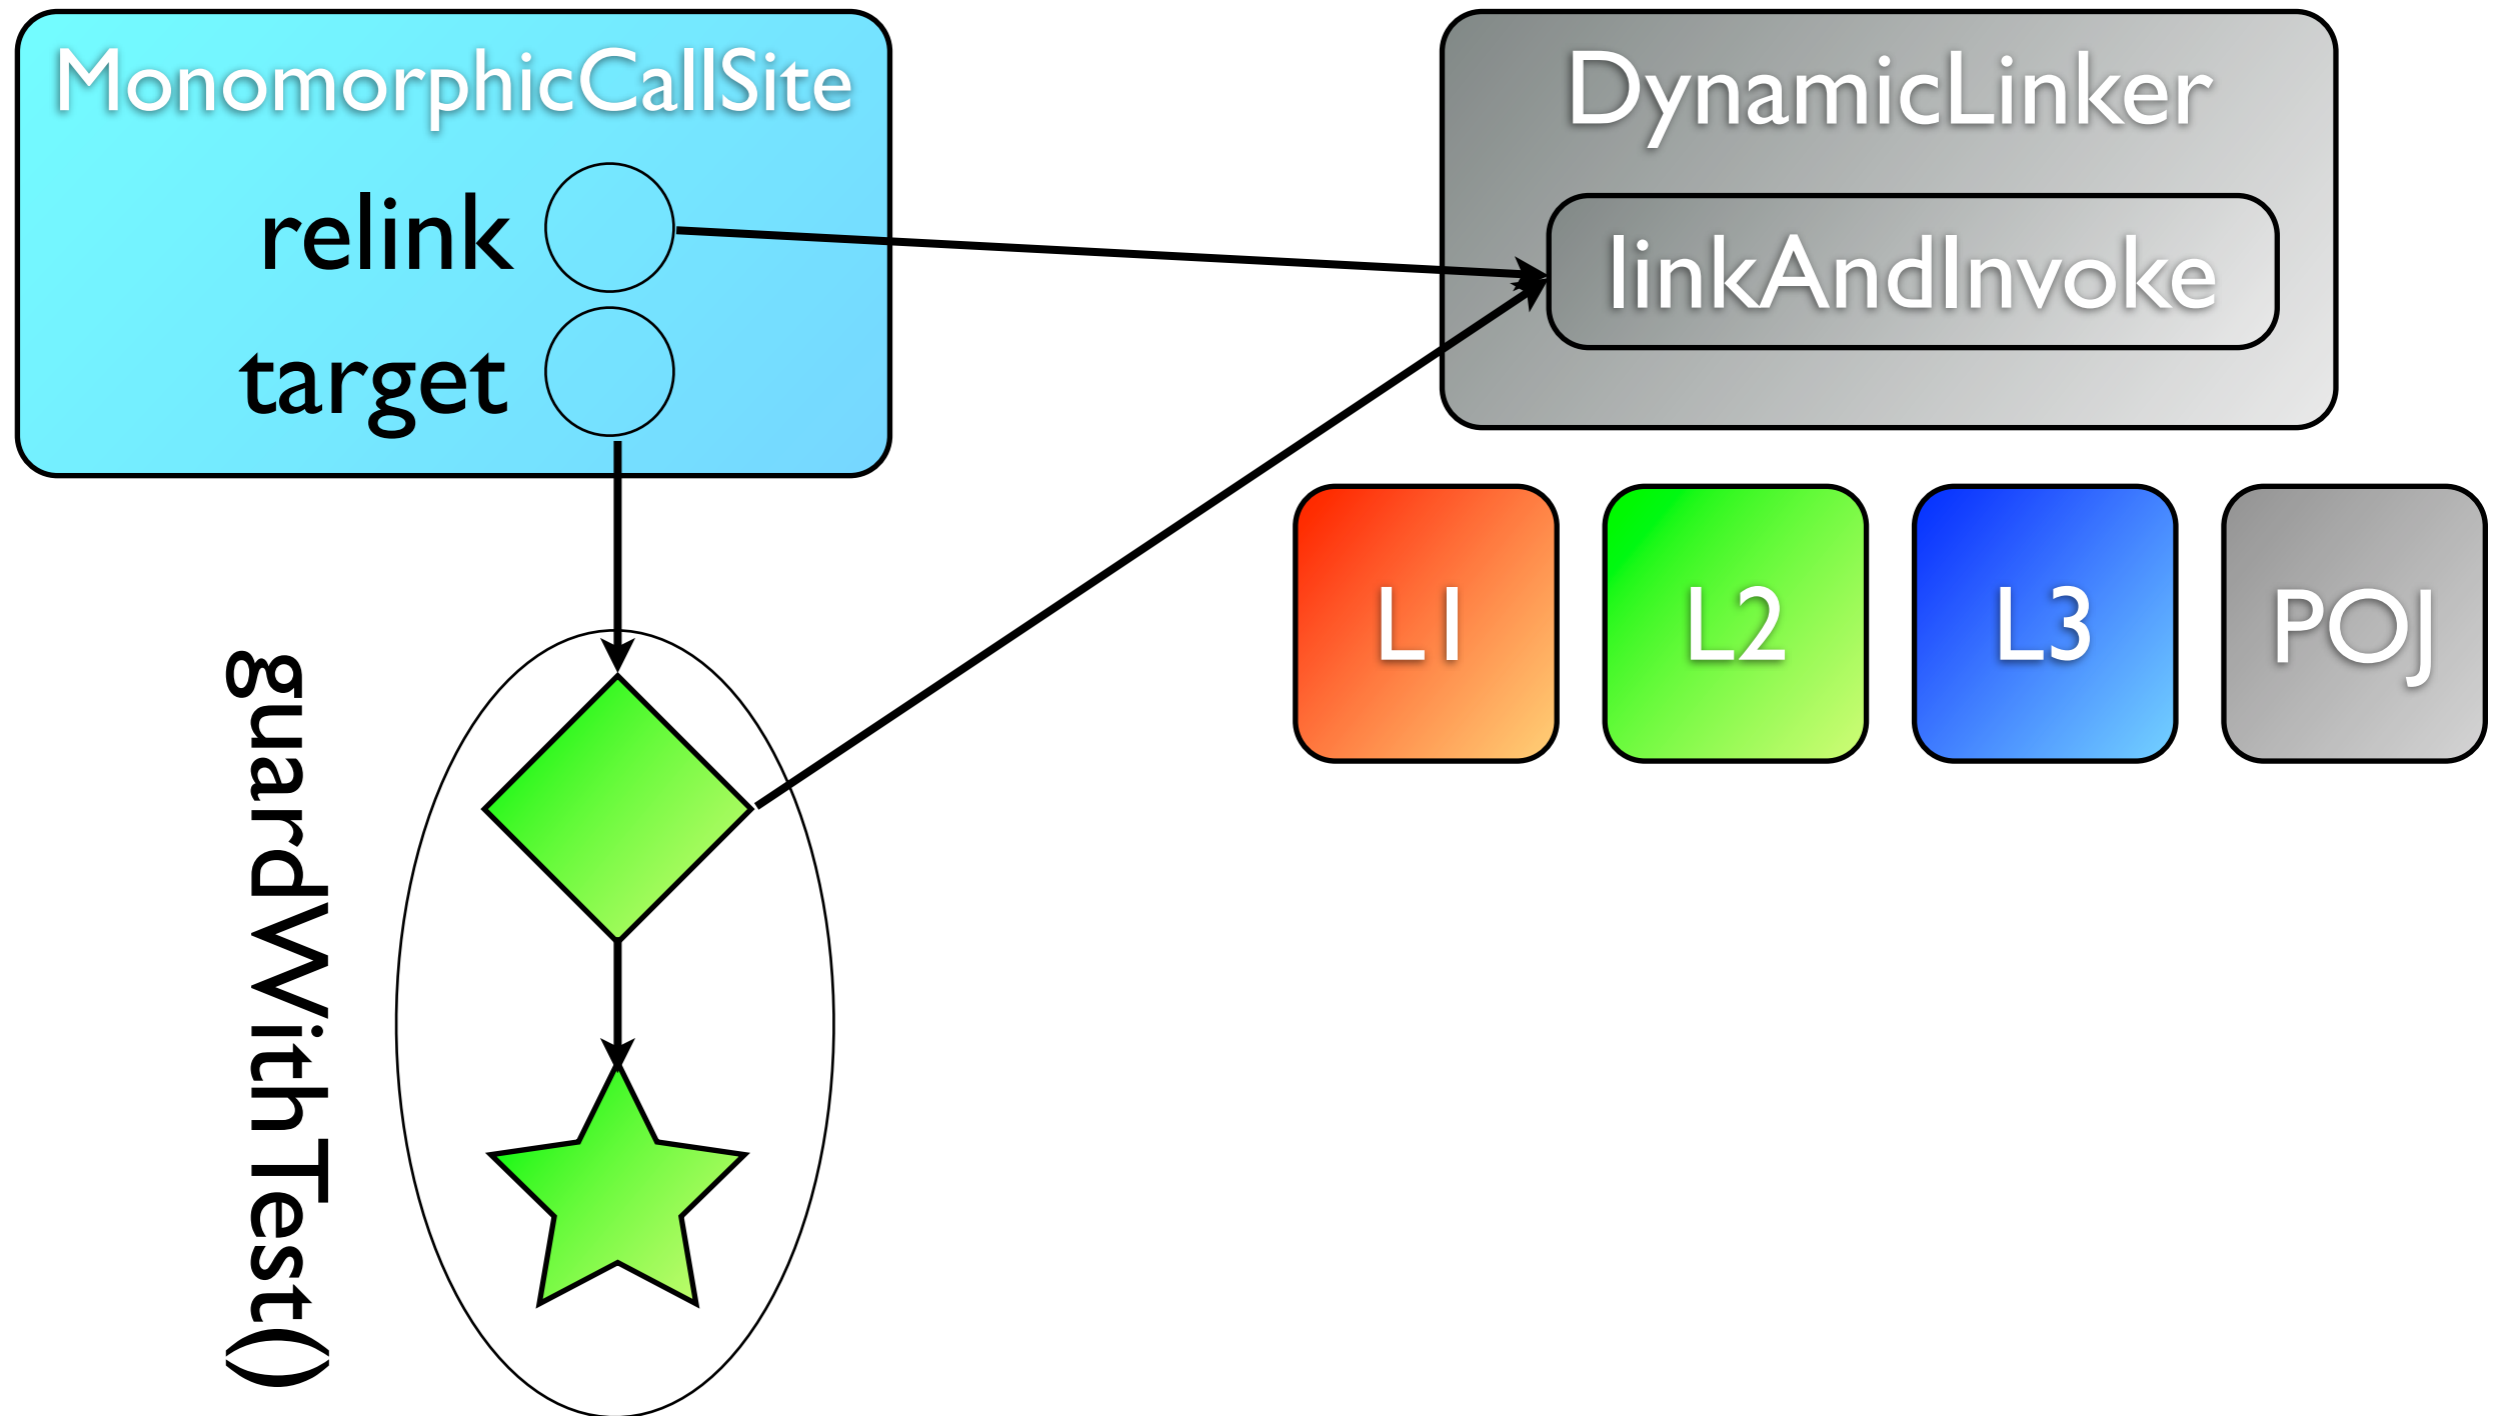 MonomorphicCallSite
relink
target
DynamicLinker
linkAndInvoke
L1
L2
L3
POJ
guardWithTest()